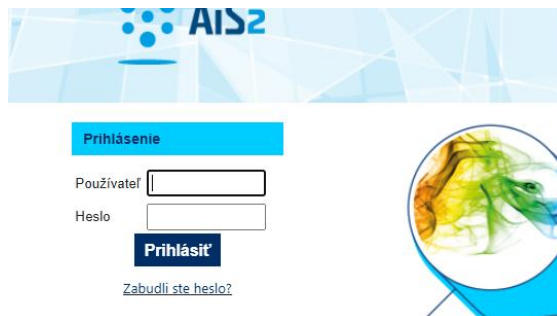 AiS2
Prihlásenie
Používateľ
Heslo
Prihlásiť
Zabudli ste heslo?